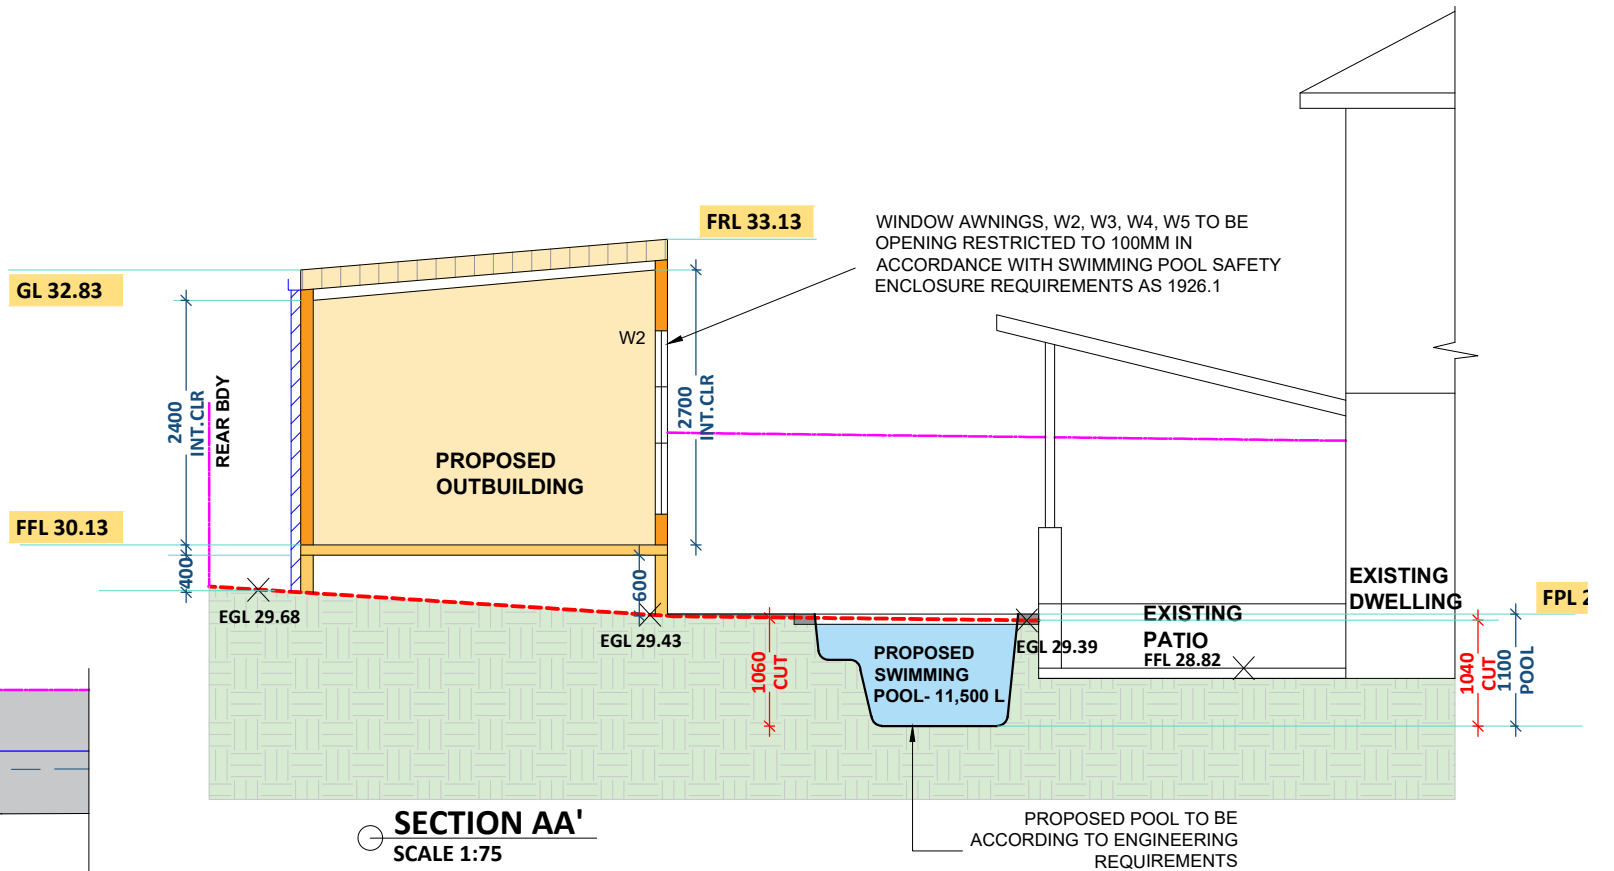 FRL 33.13
WINDOW AWNINGS, W2, W3, W4, W5 TO BE
OPENING RESTRICTED TO 100MM IN
ACCORDANCE WITH SWIMMING POOL SAFETY
ENCLOSURE REQUIREMENTS AS 1926.1
GL 32.83
W2
2400
INT.CLR
REAR BDY
2700
INT.CLR
PROPOSED
OUTBUILDING
FFL 30.13
400
600
EGL 29.68
EGL 29.43
EGL 29.39
1060
CUT
PROPOSED
SWIMMING
POOL- 11,500 L
EXISTING
PATIO
FFL 28.82
EXISTING
DWELLING
FPL
1040
CUT
1100
POOL
SECTION AA'
SCALE 1:75
PROPOSED POOL TO BE
ACCORDING TO ENGINEERING
REQUIREMENTS